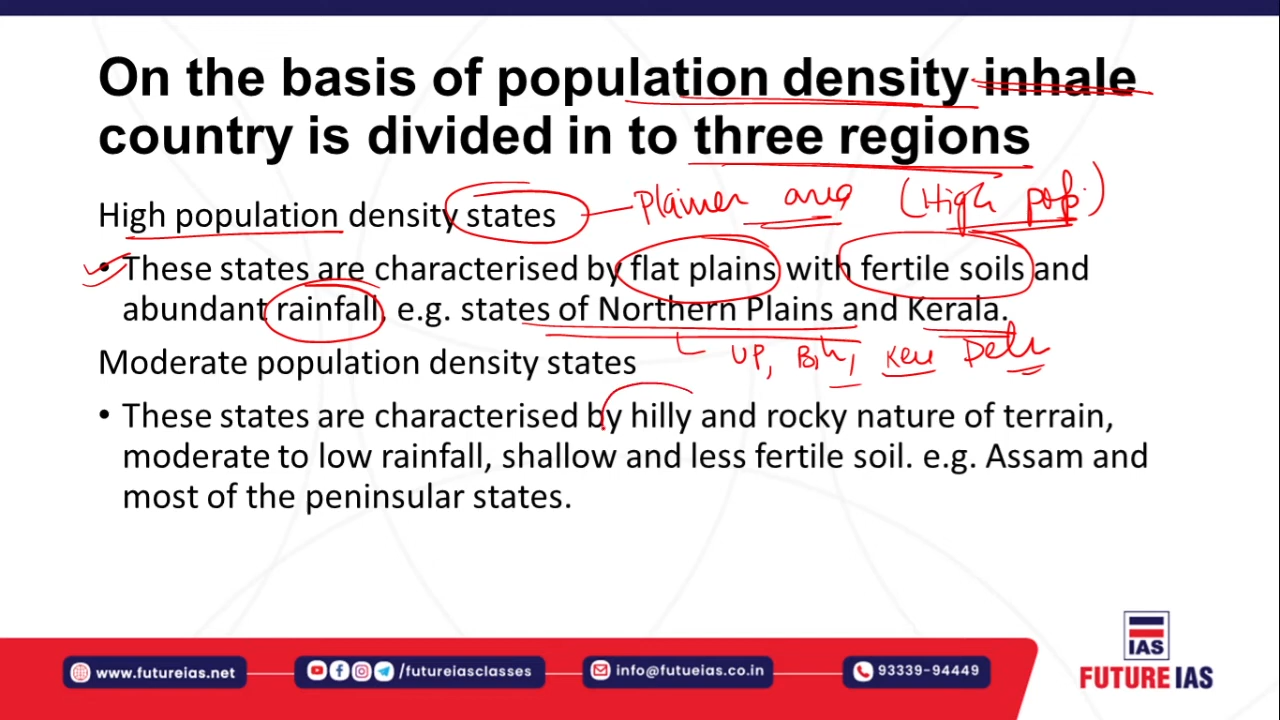 On the basis of population density inhale
country is divided in to three regions
High population density states
Plainer area (High pop.)
• These states are characterised by flat plains with fertile soils and
abundant rainfall, e.g. states of Northern Plains and Kerala.
UP, Bih,
Moderate population density states
• These states are characterised by hilly and rocky nature of terrain,
moderate to low rainfall, shallow and less fertile soil. e.g. Assam and
most of the peninsular states.
IAS
FUTURE IAS
www.futureias.net
/futureiasclasses
info@futueias.co.in
93339-94449